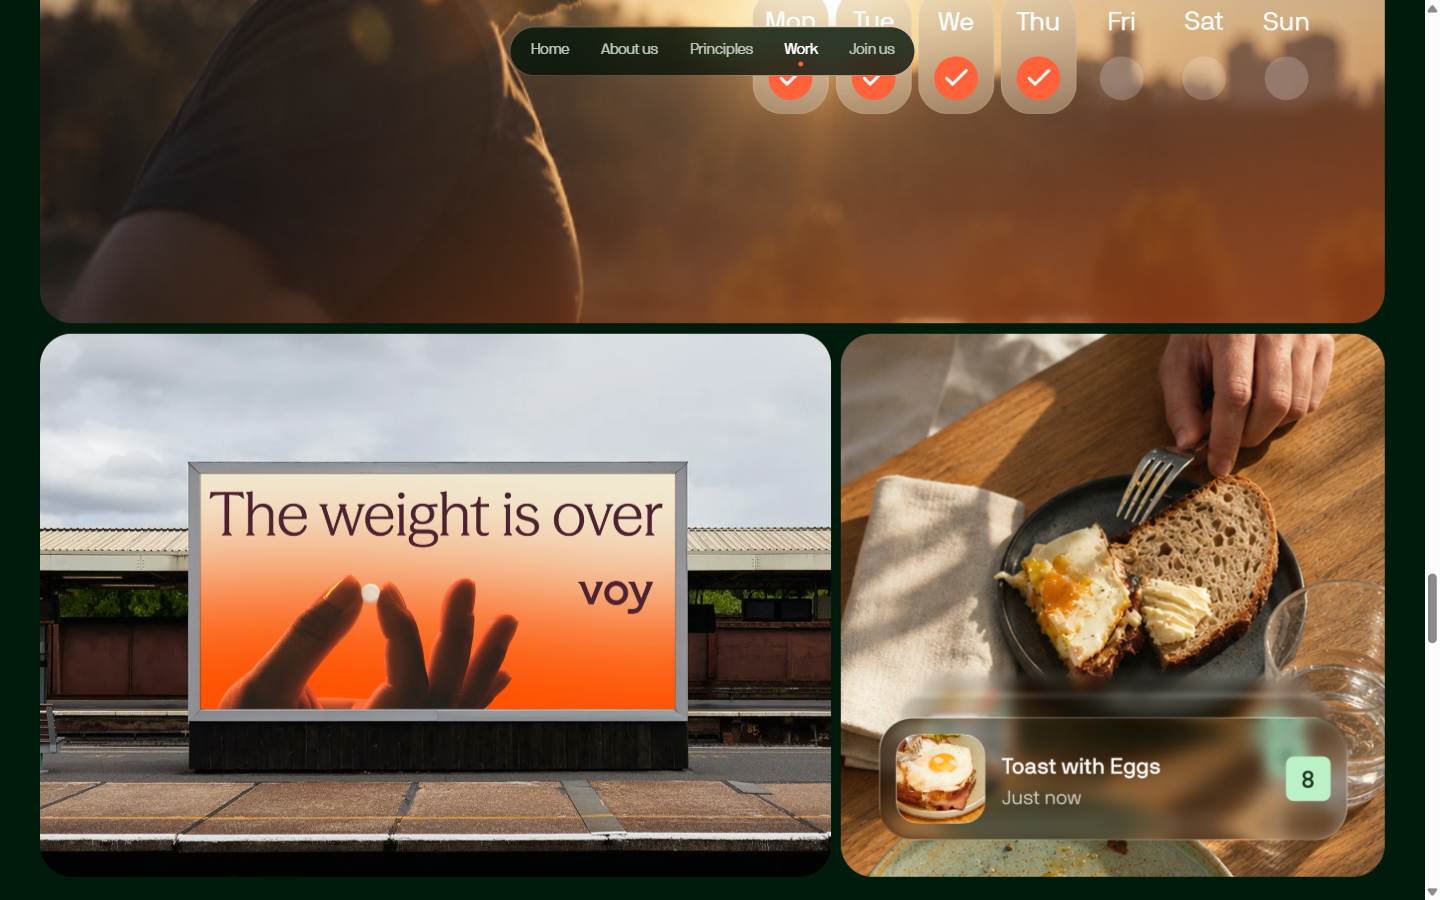 Mon Tue We Thu Fri Sat Sun
Home About us Principles Work Join us
The weight is over
voy
Toast with Eggs
Just now
8